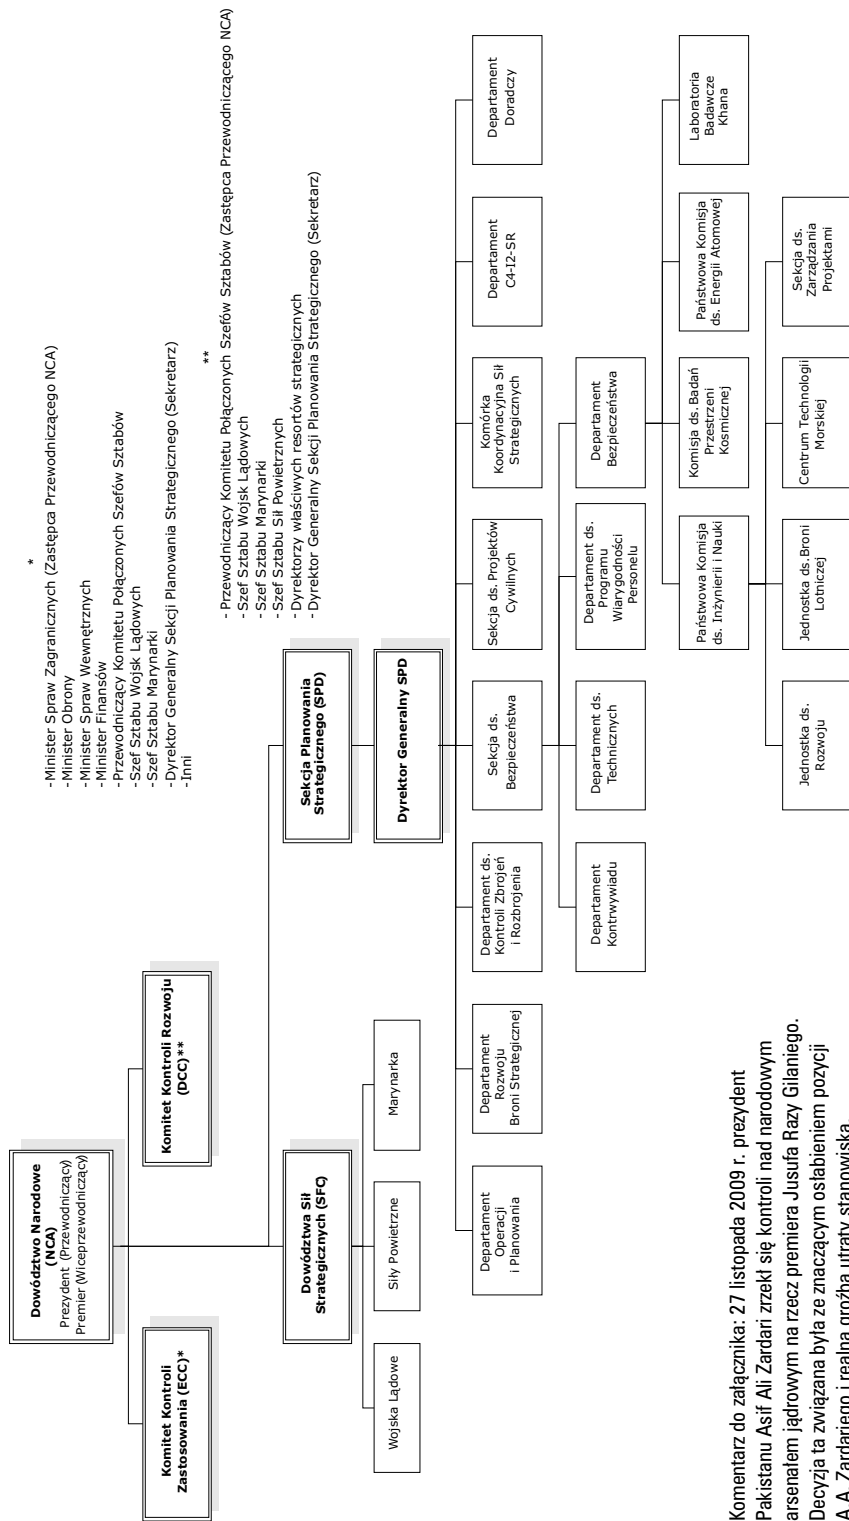 Dowództwo Narodowe
(NCA)
Prezydent (Przewodniczący)
Premier (Wiceprzewodniczący)
Komitet Kontroli
Zastosowania (ECC)*
Komitet Kontroli Rozwoju
(DCC)**
*
- Minister Spraw Zagranicznych (Zastępca Przewodniczącego NCA)
- Minister Obrony
- Minister Spraw Wewnętrznych
- Minister Finansów
- Przewodniczący Komitetu Połączonych Szefów Sztabów
- Szef Sztabu Wojsk Lądowych
- Szef Sztabu Marynarki
- Dyrektor Generalny Sekcji Planowania Strategicznego (Sekretarz)
- Inni
**
- Przewodniczący Komitetu Połączonych Szefów Sztabów (Zastępca Przewodniczącego NCA)
- Szef Sztabu Wojsk Lądowych
- Szef Sztabu Marynarki
- Szef Sztabu Sił Powietrznych
- Dyrektorzy właściwych resortów strategicznych
- Dyrektor Generalny Sekcji Planowania Strategicznego (Sekretarz)
Dowództwa Sił
Strategicznych (SFC)
Sekcja Planowania
Strategicznego (SPD)
Wojska Lądowe
Siły Powietrzne
Marynarka
Dyrektor Generalny SPD
Departament
Operacji
i Planowania
Departament
Rozwoju
Broni Strategicznej
Departament ds.
Kontroli Zbrojeń
i Rozbrojenia
Sekcja ds.
Bezpieczeństwa
Sekcja ds. Projektów
Cywilnych
Komórka
Koordynacyjna Sił
Strategicznych
Departament
C4-I2-SR
Departament
Doradczy
Departament
Kontrwywiadu
Departament ds.
Technicznych
Departament ds.
Programu
Wiarygodności
Personelu
Departament
Bezpieczeństwa
Państwowa Komisja
ds. Inżynierii i Nauki
Komisja ds. Badań
Przestrzeni
Kosmicznej
Państwowa Komisja
ds. Energii Atomowej
Laboratoria
Badawcze
Khana
Jednostka ds.
Rozwoju
Jednostka ds.Broni
Lotniczej
Centrum Technologii
Morskiej
Sekcja ds.
Zarządzania
Projektami
Komentarz do załącznika: 27 listopada 2009 r. prezydent
Pakistanu Asif Ali Zardari zrzekł się kontroli nad narodowym
arsenałem jądrowym na rzecz premiera Jusufa Razy Gilaniego.
Decyzja ta związana była ze znaczącym osłabieniem pozycji
A.A. Zardariego i realną groźbą utraty stanowiska.